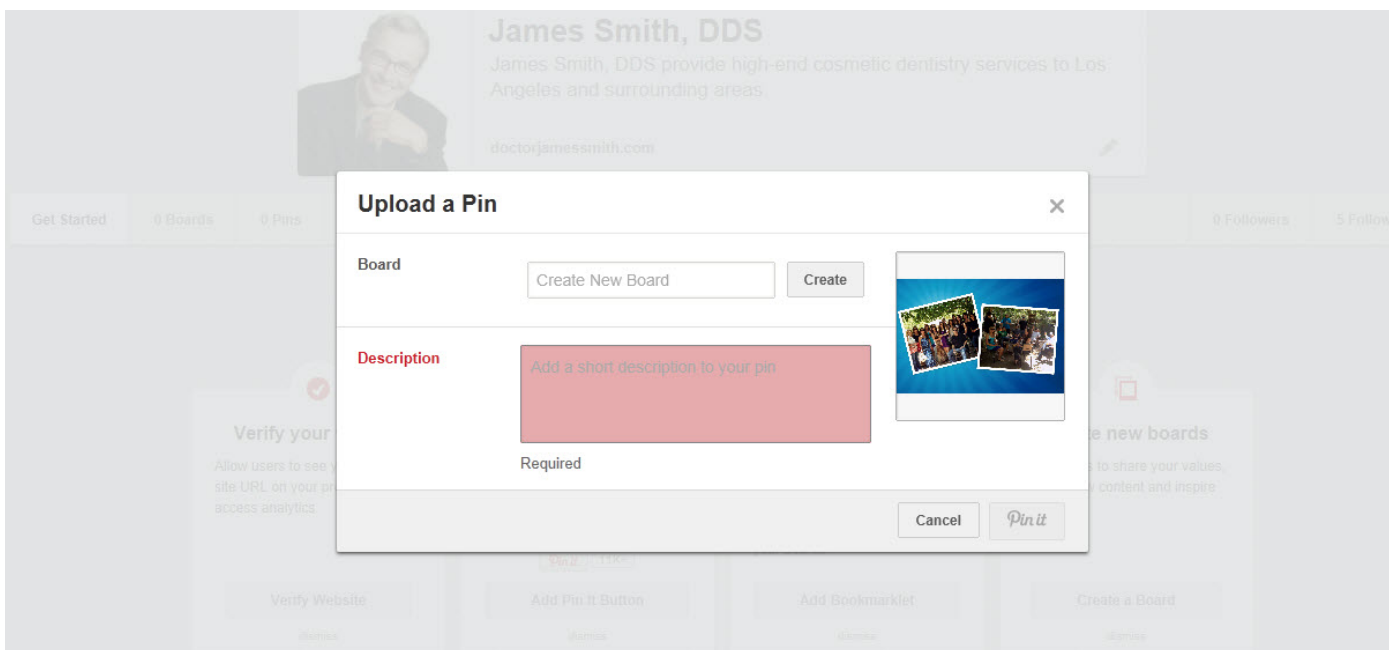 James Smith, DDS
James Smith, DDS provide high-end cosmetic dentistry services to Los
Angeles and surrounding areas.
doctorjamessmith.com
Get Started
0 Boards
0 Pins
0 Followers
5 Follow
Upload a Pin
Board
Create New Board
Create
Description
Add a short description to your pin
Required
Cancel
Pin it
Verify your
Allow users to see
site URL on your
access analytics
Verify Website
Pin it
Add Pin It Button
Add Bookmarklet
new boards
to share your values,
content and inspire
Create a Board